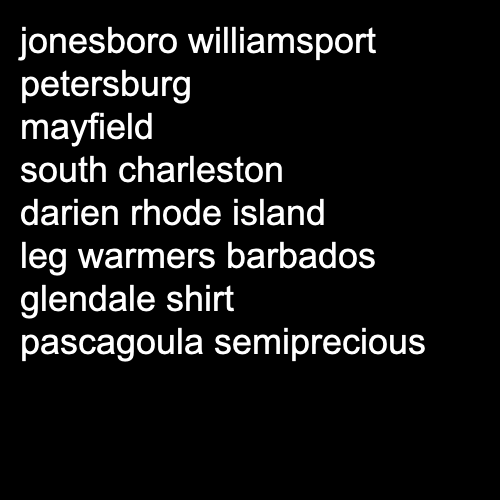 jonesboro williamsport
petersburg
mayfield
south charleston
darien rhode island
leg warmers barbados
glendale shirt
pascagoula semiprecious